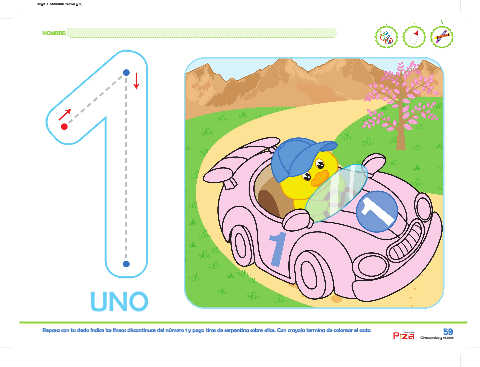 NOMBRE:
1
1
UNO
Repasa con tu dedo índice las líneas discontinuas del número 1 y pega tiras de serpentina sobre ellas. Con crayola termina de colorear el auto.
59